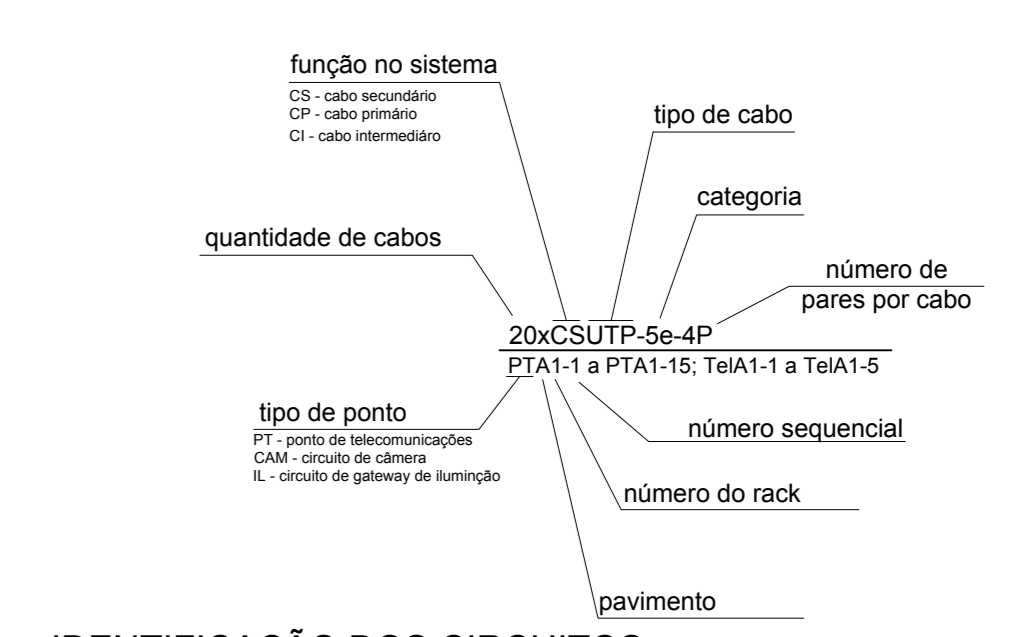 função no sistema
CS - cabo secundário
CP - cabo primário
CI - cabo intermediáro
tipo de cabo
categoria
quantidade de cabos
número de
pares por cabo
20xCSUTP-5e-4P
PTA1-1 a PTA1-15; TelA1-1 a TelA1-5
tipo de ponto
PT - ponto de telecomunicações
CAM - circuito de câmera
IL - circuito de gateway de iluminção
número sequencial
número do rack
pavimento
IDENTIFICAÇÃO DOS CIRCUITOS